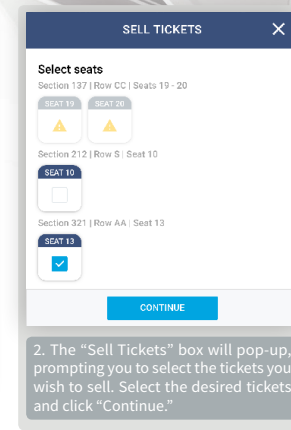 SELL TICKETS
Select seats
Section 137 | Row CC | Seats 19 - 20
SEAT 19 SEAT 20
Section 212 | Row S | Seat 10
SEAT 10
Section 321 | Row AA | Seat 13
SEAT 13
CONTINUE
2. The “Sell Tickets” box will pop-up,
prompting you to select the tickets you
wish to sell. Select the desired tickets
and click “Continue.”